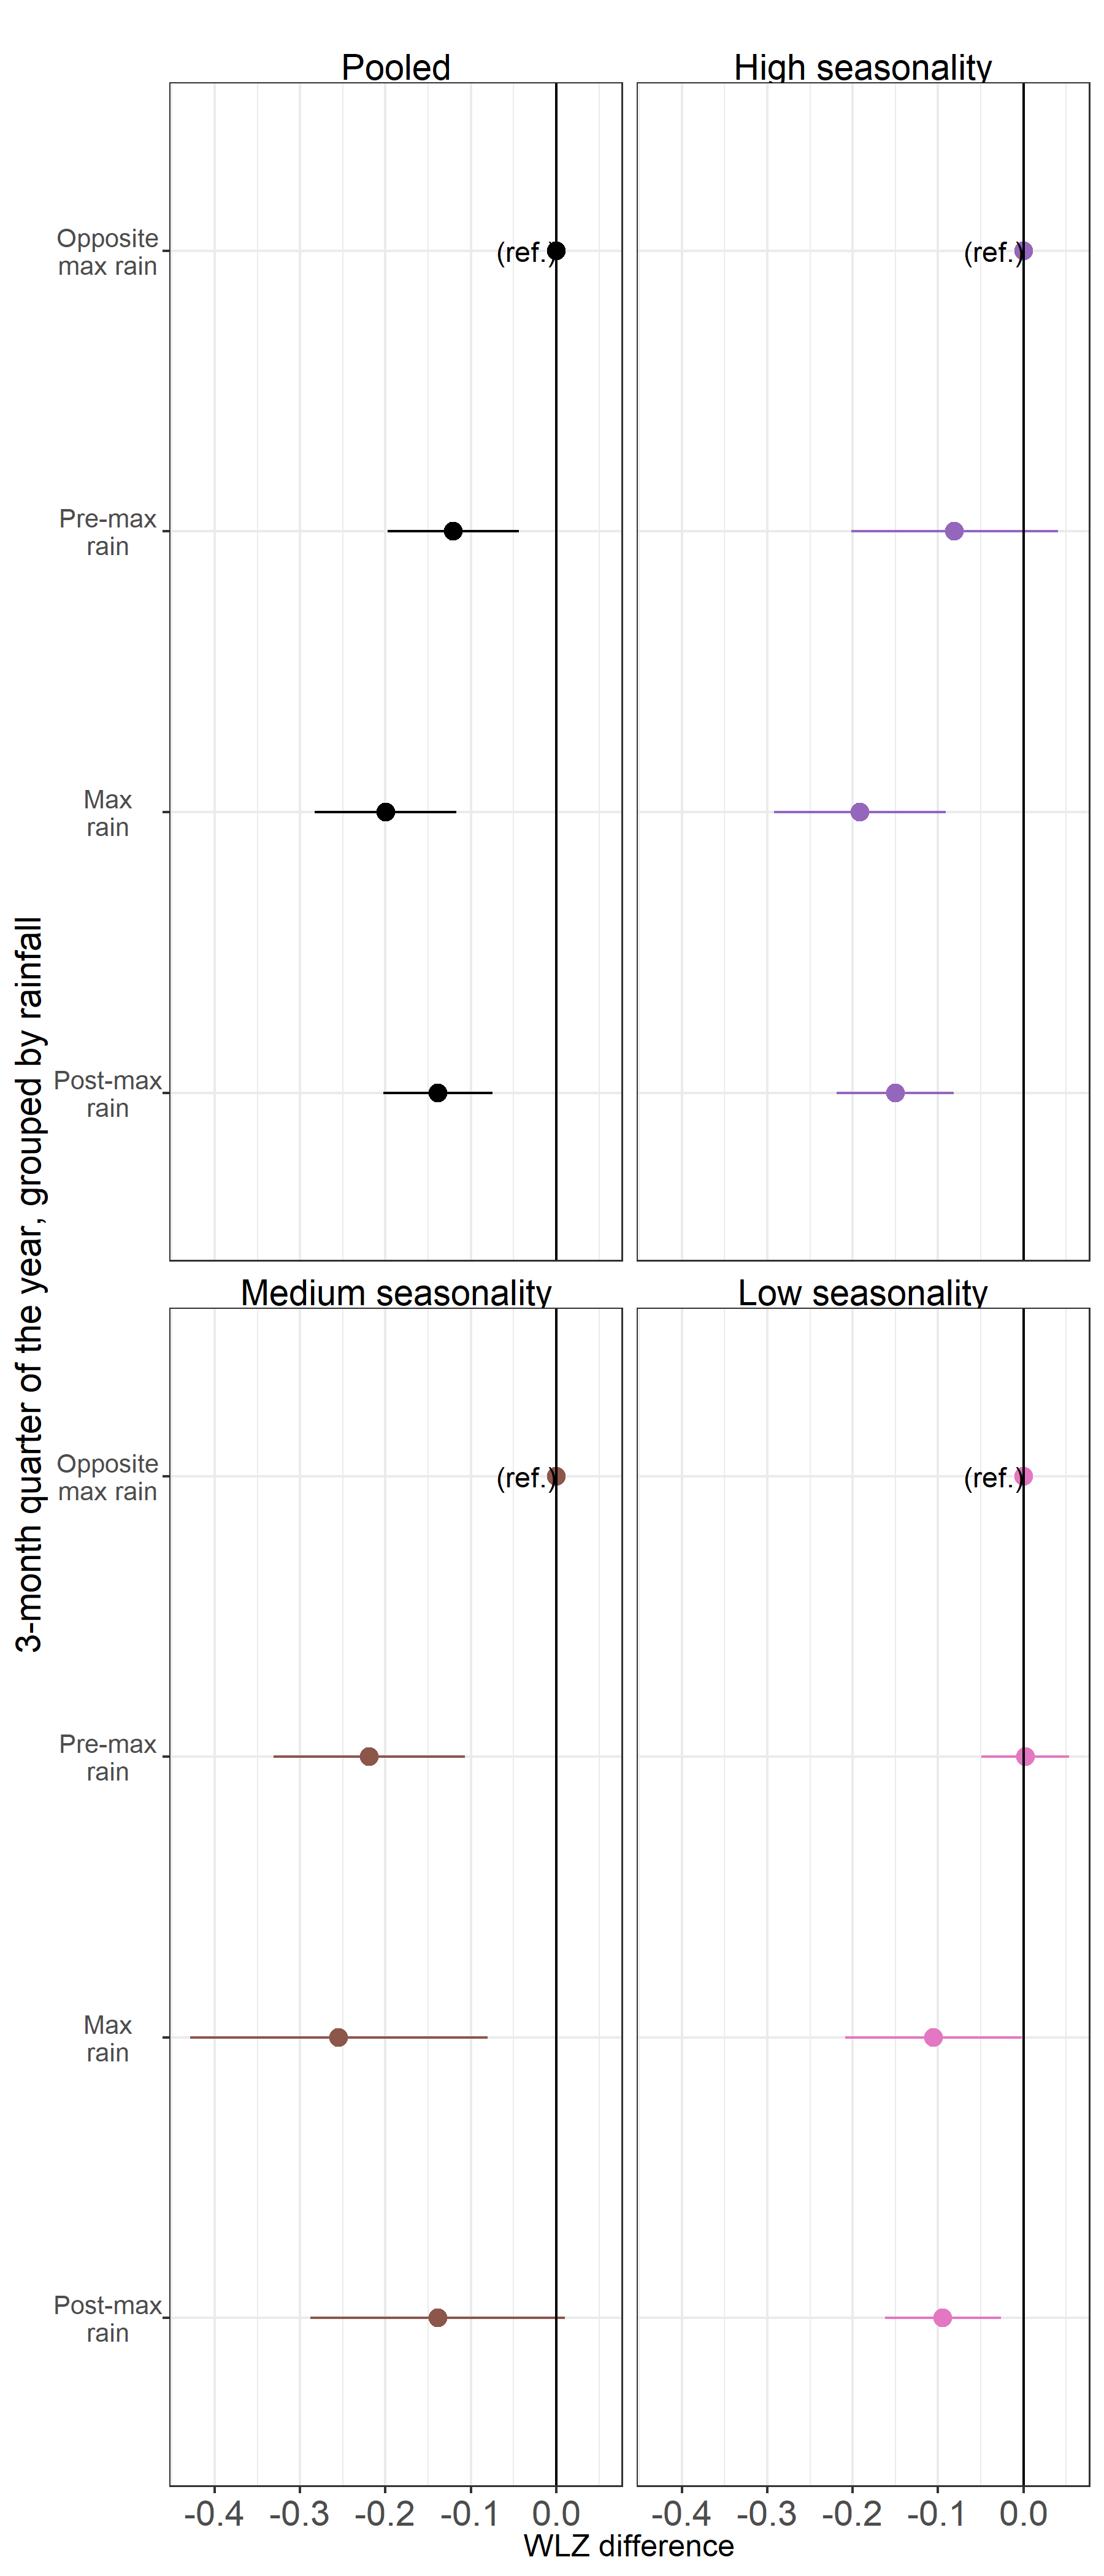 Pooled
High seasonality
Opposite
max rain
(ref.)
(ref.)
Pre-max
rain
Max
rain
Post-max
rain
3-month quarter of the year, grouped by rainfall
Medium seasonality
Low seasonality
Opposite
max rain
(ref.)
(ref.)
Pre-max
rain
Max
rain
Post-max
rain
-0.4 -0.3 -0.2 -0.1 0.0
-0.4 -0.3 -0.2 -0.1 0.0
WLZ difference